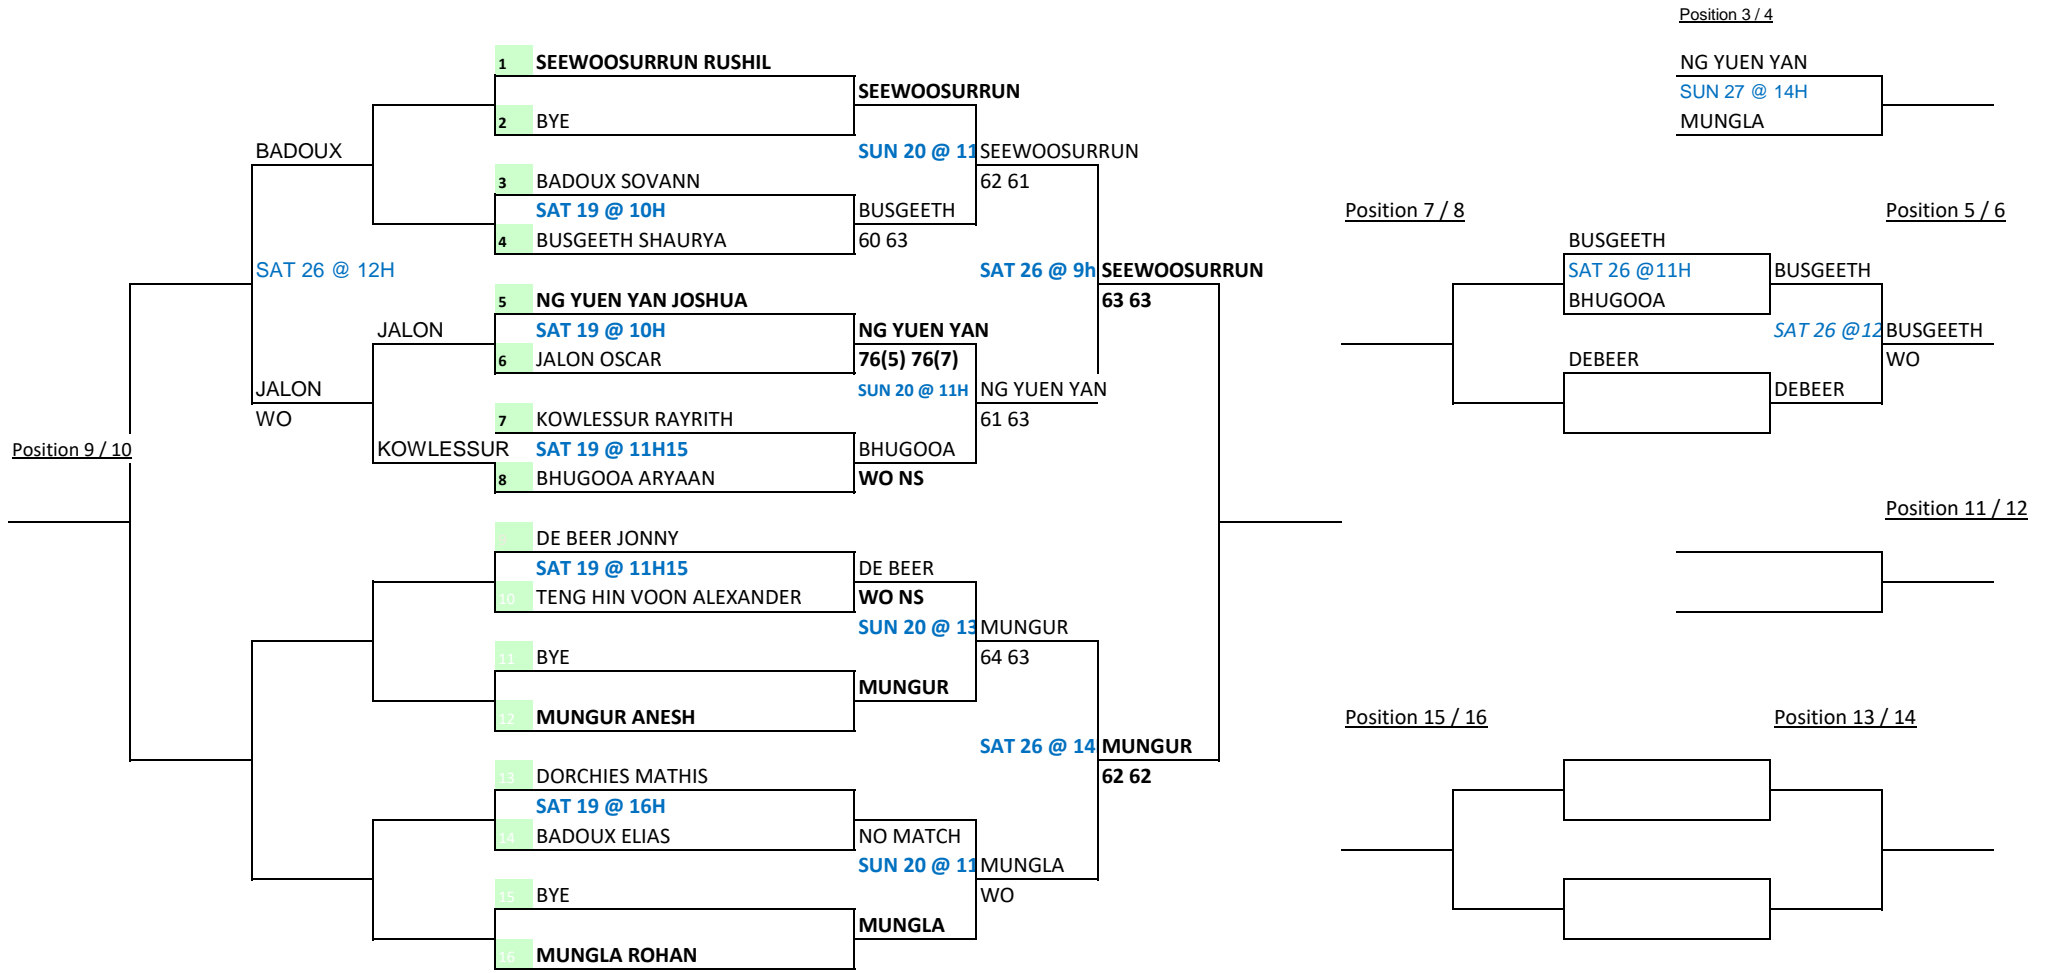 Position 3 / 4
1 SEEWOOSURRUN RUSHIL
NG YUEN YAN
SEEWOOSURRUN
SUN 27 @ 14H
2 BYE
MUNGLA
BADOUX
SUN 20 @ 11 SEEWOOSURRUN
3 BADOUX SOVANN
62 61
SAT 19 @ 10H
BUSGEETH
Position 7 / 8
Position 5 / 6
4 BUSGEETH SHAURYA
60 63
BUSGEETH
SAT 26 @ 12H
SAT 26 @ 9h SEEWOOSURRUN
SAT 26 @11H
BUSGEETH
5 NG YUEN YAN JOSHUA
63 63
BHUGOOA
JALON
SAT 19 @ 10H
NG YUEN YAN
SAT 26 @12 BUSGEETH
6 JALON OSCAR
76(5) 76(7)
DEBEER
WO
JALON
SUN 20 @ 11H NG YUEN YAN
DEBEER
WO
7 KOWLESSUR RAYRITH
61 63
Position 9 / 10
KOWLESSUR
SAT 19 @ 11H15
BHUGOOA
8 BHUGOOA ARYAAN
WO NS
Position 11 / 12
DE BEER JONNY
SAT 19 @ 11H15
DE BEER
10 TENG HIN VOON ALEXANDER
WO NS
SUN 20 @ 13 MUNGUR
11 BYE
64 63
MUNGUR
12 MUNGUR ANESH
Position 15 / 16
Position 13 / 14
SAT 26 @ 14 MUNGUR
13 DORCHIES MATHIS
62 62
SAT 19 @ 16H
14 BADOUX ELIAS
NO MATCH
SUN 20 @ 11 MUNGLA
15 BYE
WO
MUNGLA
16 MUNGLA ROHAN